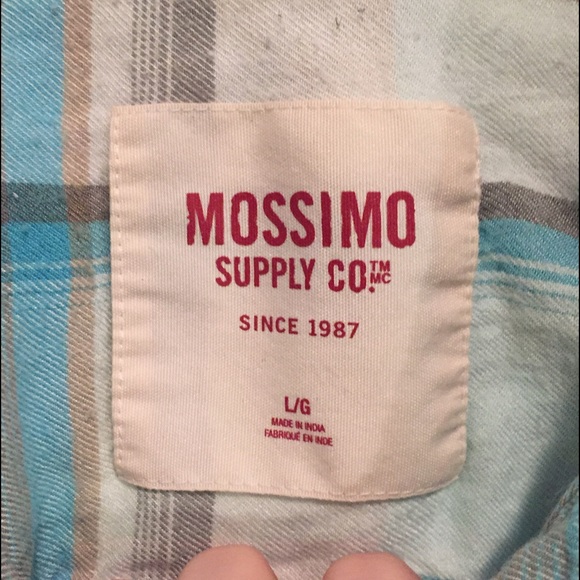 MOSSIMO
SUPPLY CO.™ MC
SINCE 1987
L/G
MADE IN INDIA
FABRIQUÉ EN INDE